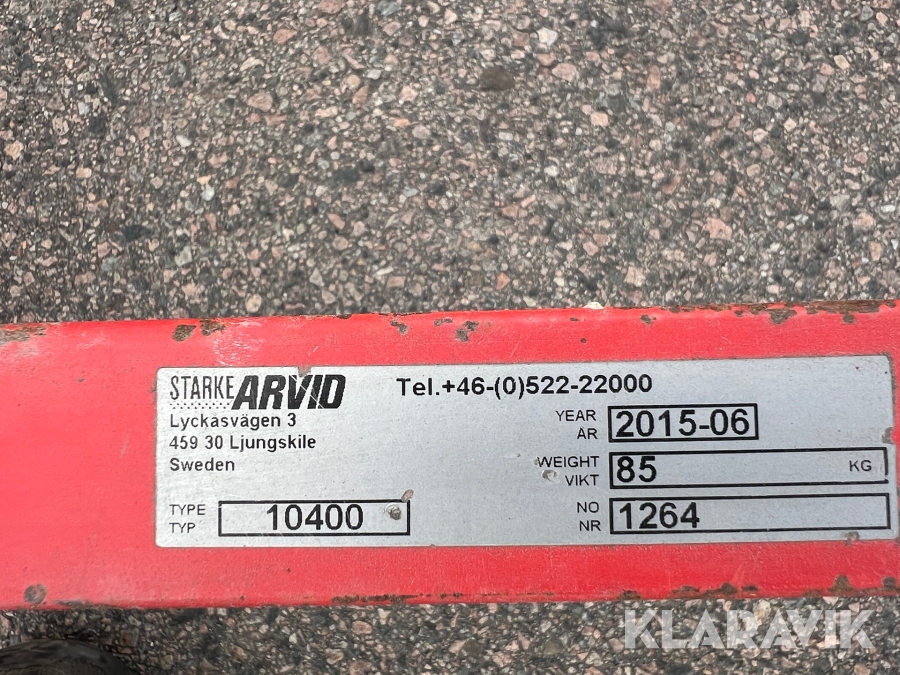 STARKE ARVID
Tel.+46-(0)522-22000
Lyckåsvägen 3
459 30 Ljungskile
Sweden
YEAR
ÅR
2015-06
WEIGHT
VIKT
85 KG
TYPE
TYP
10400
NO
NR
1264
KLARAVIK